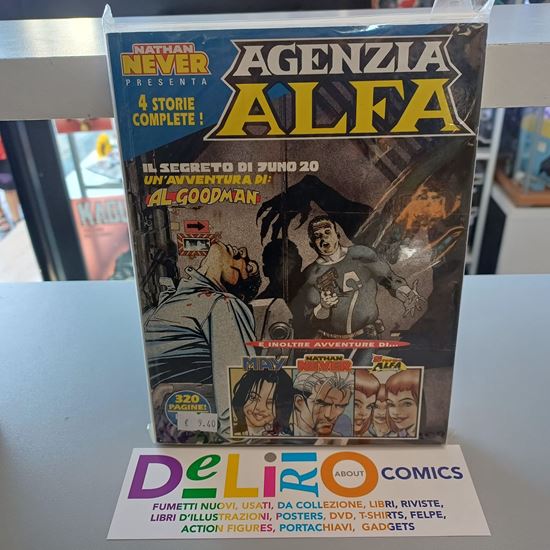 NATHAN
NEVER
PRESENTA
4 STORIE
COMPLETE !
AGENZIA
ALFA
IL SEGRETO DI JUNO 20
UN'AVVENTURA DI:
AL GOODMAN
E INOLTRE AVVENTURE DI...
MAY
NATHAN
NEVER
ALFA
320
PAGINE!
€ 9.40
DeLiRiO ABOUT COMICS
FUMETTI NUOVI, USATI, DA COLLEZIONE, LIBRI, RIVISTE,
LIBRI D'ILLUSTRAZIONI, POSTERS, DVD, T-SHIRTS, FELPE,
ACTION FIGURES, PORTACHIAVI, GADGETS